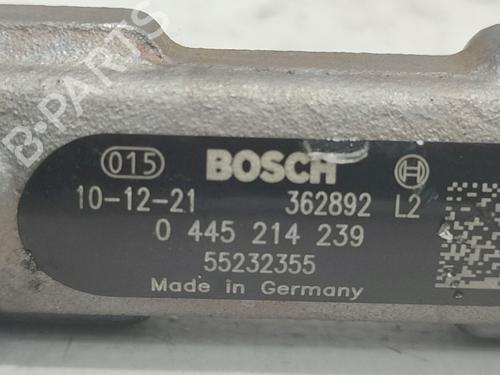 B-PARTS
015 BOSCH
10-12-21 362892 L2
0 445 214 239
55232355
Made in Germany